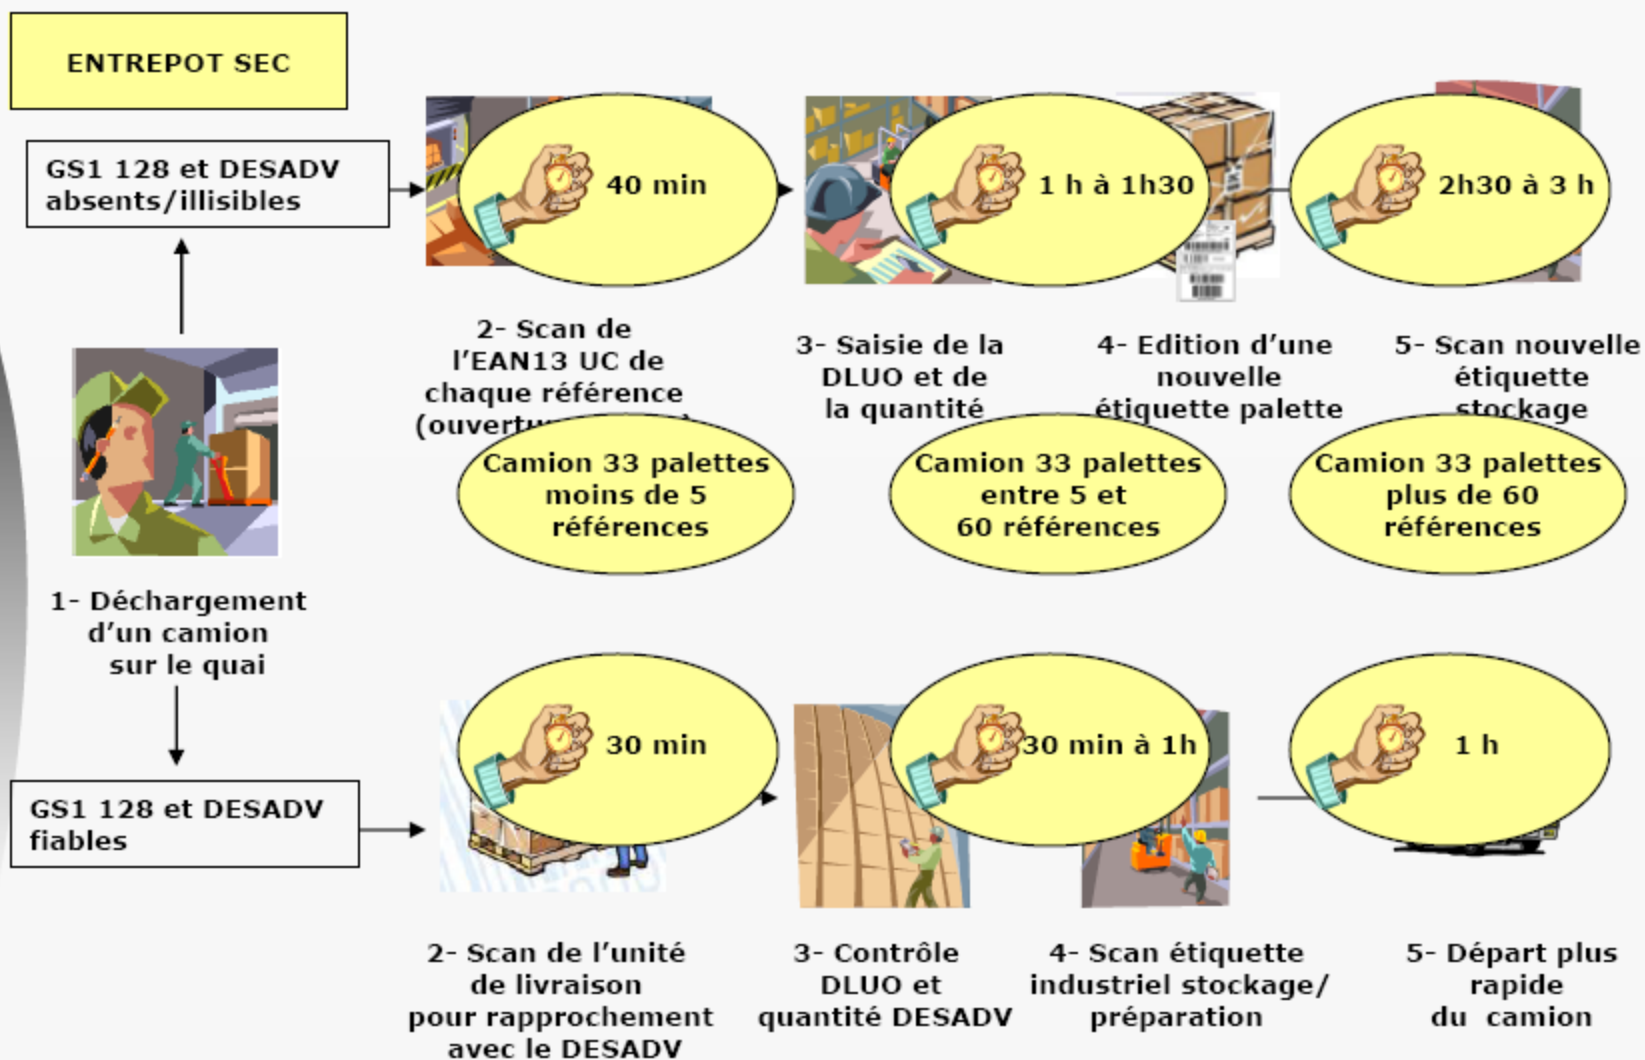 ENTREPOT SEC
GS1 128 et DESADV
absents/illisibles
40 min
1 h à 1h30
2h30 à 3 h
2- Scan de
l’EAN13 UC de
chaque référence
3- Saisie de la
DLUO et de
la quantité
4- Edition d’une
nouvelle
étiquette palette
5- Scan nouvelle
étiquette
stockage
Camion 33 palettes
moins de 5
références
Camion 33 palettes
entre 5 et
60 références
Camion 33 palettes
plus de 60
références
1- Déchargement
d’un camion
sur le quai
30 min
30 min à 1h
1 h
GS1 128 et DESADV
fiables
2- Scan de l’unité
de livraison
pour rapprochement
avec le DESADV
3- Contrôle
DLUO et
quantité DESADV
4- Scan étiquette
industriel stockage/
préparation
5- Départ plus
rapide
du camion